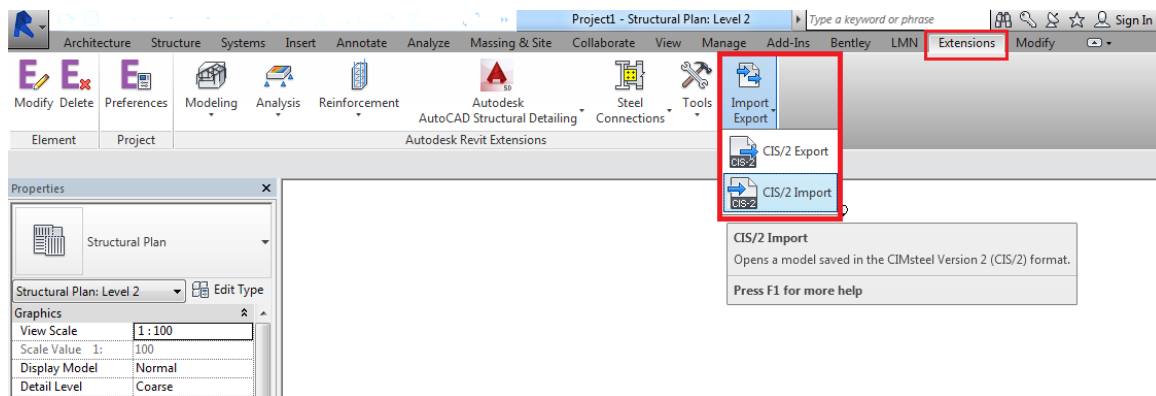 Project1 - Structural Plan: Level 2 Type a keyword or phrase Sign In
Architecture Structure Systems Insert Annotate Analyze Massing & Site Collaborate View Manage Add-Ins Bentley LMN Extensions Modify
Modify Delete Preferences Modeling Analysis Reinforcement Autodesk Steel Tools Import
AutoCAD Structural Detailing Connections Export
Element Project Autodesk Revit Extensions
CIS-2 CIS/2 Export
CIS-2 CIS/2 Import
Properties
Structural Plan
CIS/2 Import
Opens a model saved in the CIMsteel Version 2 (CIS/2) format.
Press F1 for more help
Structural Plan: Level 2 Edit Type
Graphics
View Scale 1 : 100
Scale Value 1: 100
Display Model Normal
Detail Level Coarse